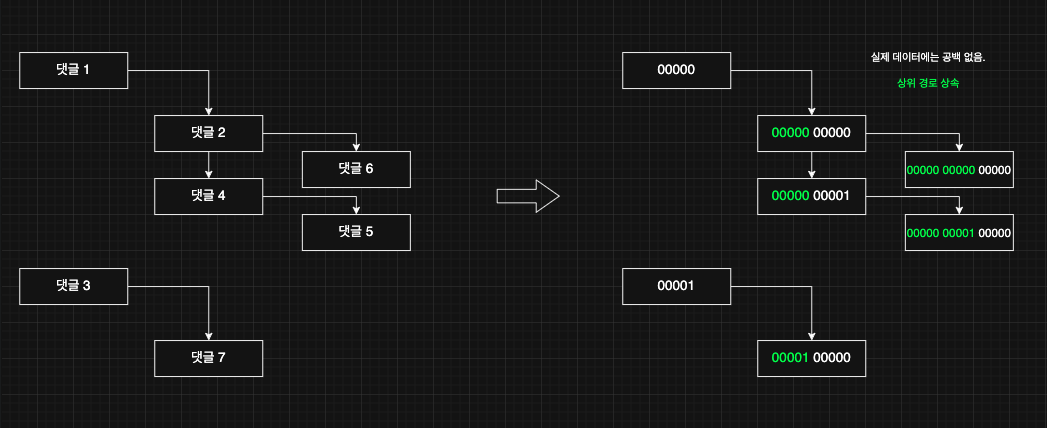 댓글 1
댓글 2
댓글 6
댓글 4
댓글 5
댓글 3
댓글 7
실제 데이터에는 공백 없음.
상위 경로 상속
00000
00000 00000
00000 00000 00000
00000 00001
00000 00001 00000
00001
00001 00000